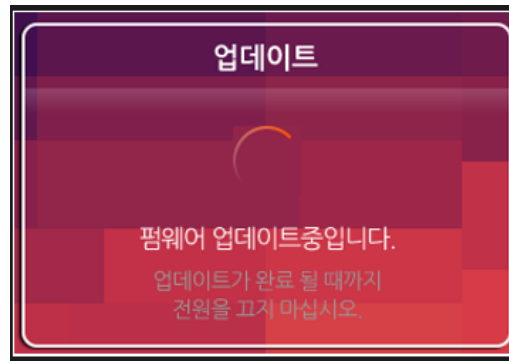 업데이트
펌웨어 업데이트중입니다.
업데이트가 완료 될 때까지
전원을 끄지 마십시오.